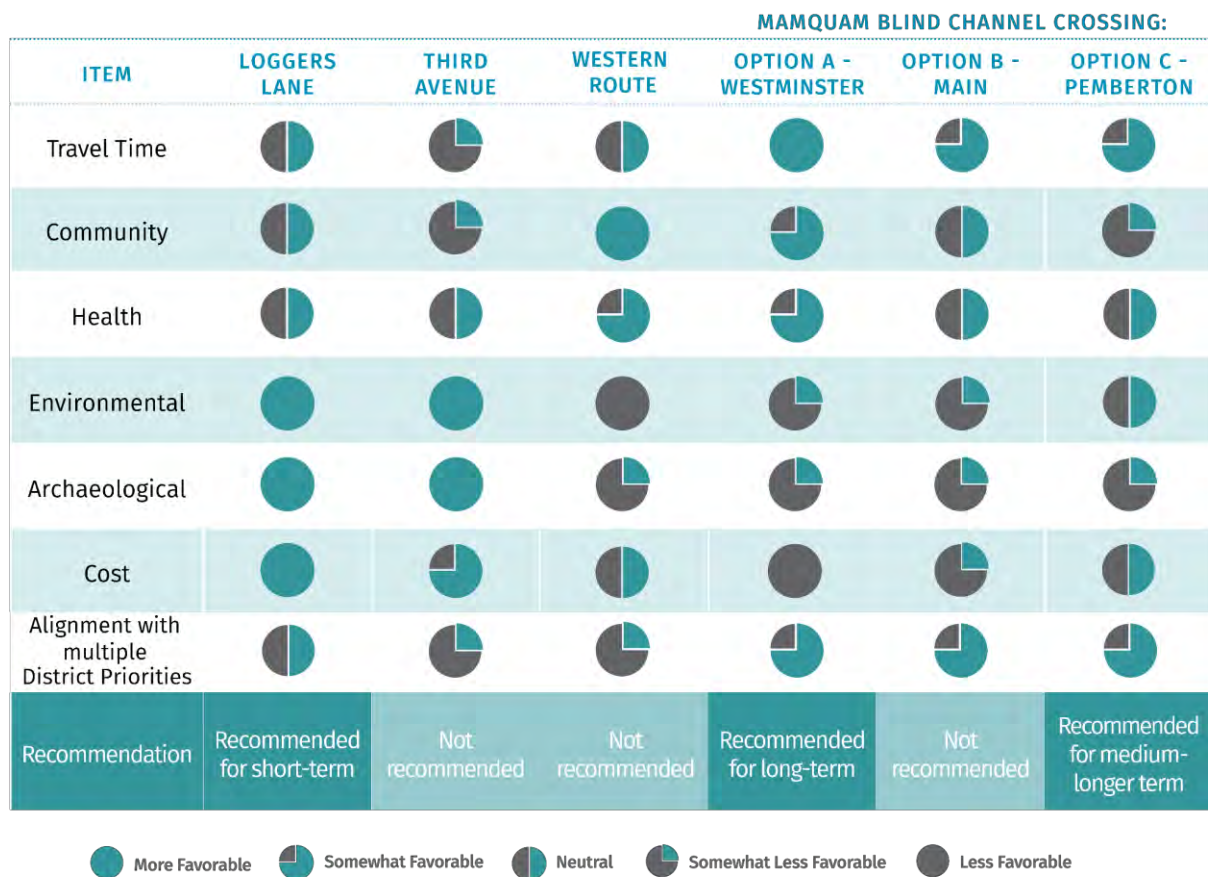 MAMQUAM BLIND CHANNEL CROSSING:
ITEM
LOGGERS
LANE
THIRD
AVENUE
WESTERN
ROUTE
OPTION A -
WESTMINSTER
OPTION B -
MAIN
OPTION C -
PEMBERTON
Travel Time
Community
Health
Environmental
Archaeological
Cost
Alignment with
multiple
District Priorities
Recommendation
Recommended
for short-term
Not
recommended
Not
recommended
Recommended
for long-term
Not
recommended
Recommended
for medium-
longer term
More Favorable
Somewhat Favorable
Neutral
Somewhat Less Favorable
Less Favorable